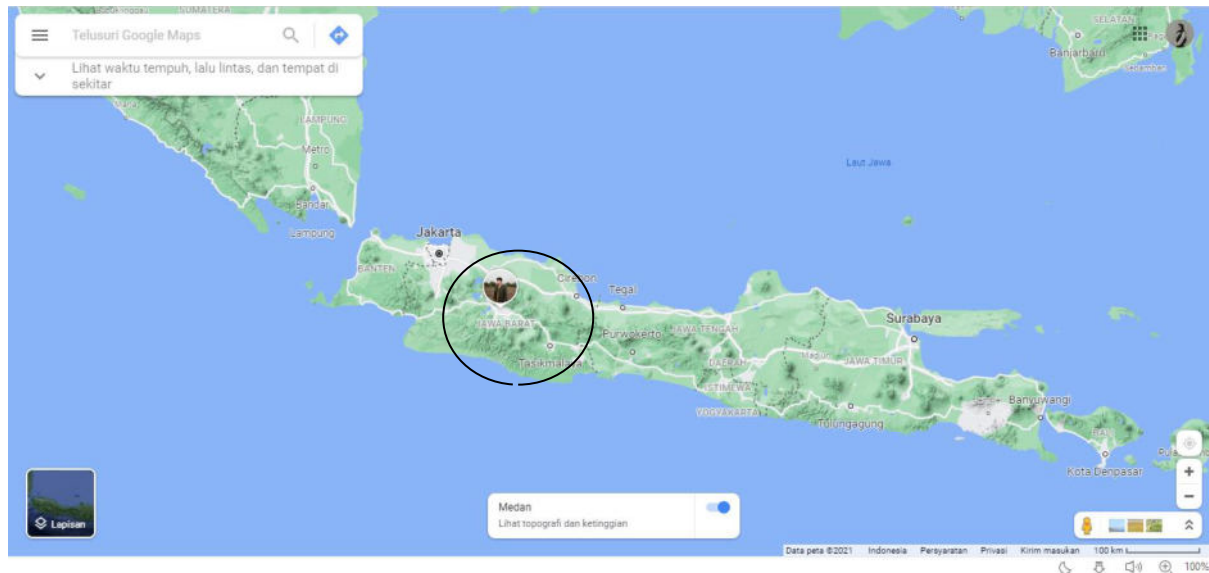 SUMATERA
SELATAN
Telusuri Google Maps
Banjarbaru
Lihat waktu tempuh, lalu lintas, dan tempat di
sekitar
LAMPUNG
Metro
Laut Jawa
Bandar
Lampung
Jakarta
BANTEN
Cirebon
Tegal
Surabaya
JAWA BARAT
Purwokerto
JAWA TENGAH
Tasikmalaya
DAERAH
Madiun
JAWA TIMUR
ISTIMEWA
YOGYAKARTA
Banyuwangi
Tulungagung
BALI
Kota Denpasar
Lapisan
Medan
Lihat topografi dan ketinggian
Data peta ©2021 Indonesia Persyaratan Privasi Kirim masukan 100 km
100%